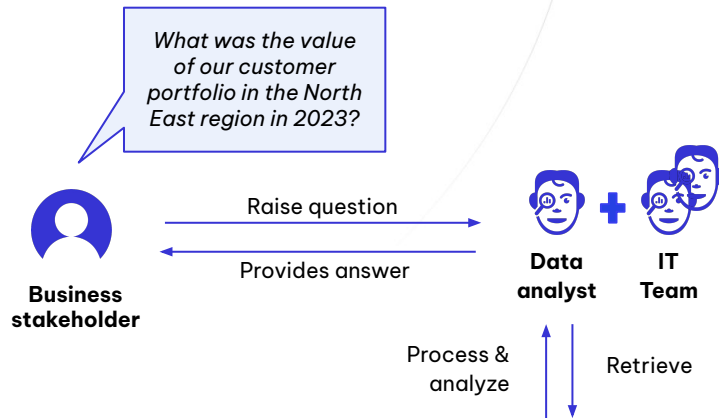 What was the value
of our customer
portfolio in the North
East region in 2023?
Raise question
Provides answer
Business
stakeholder
Data
analyst
IT
Team
Process &
analyze
Retrieve